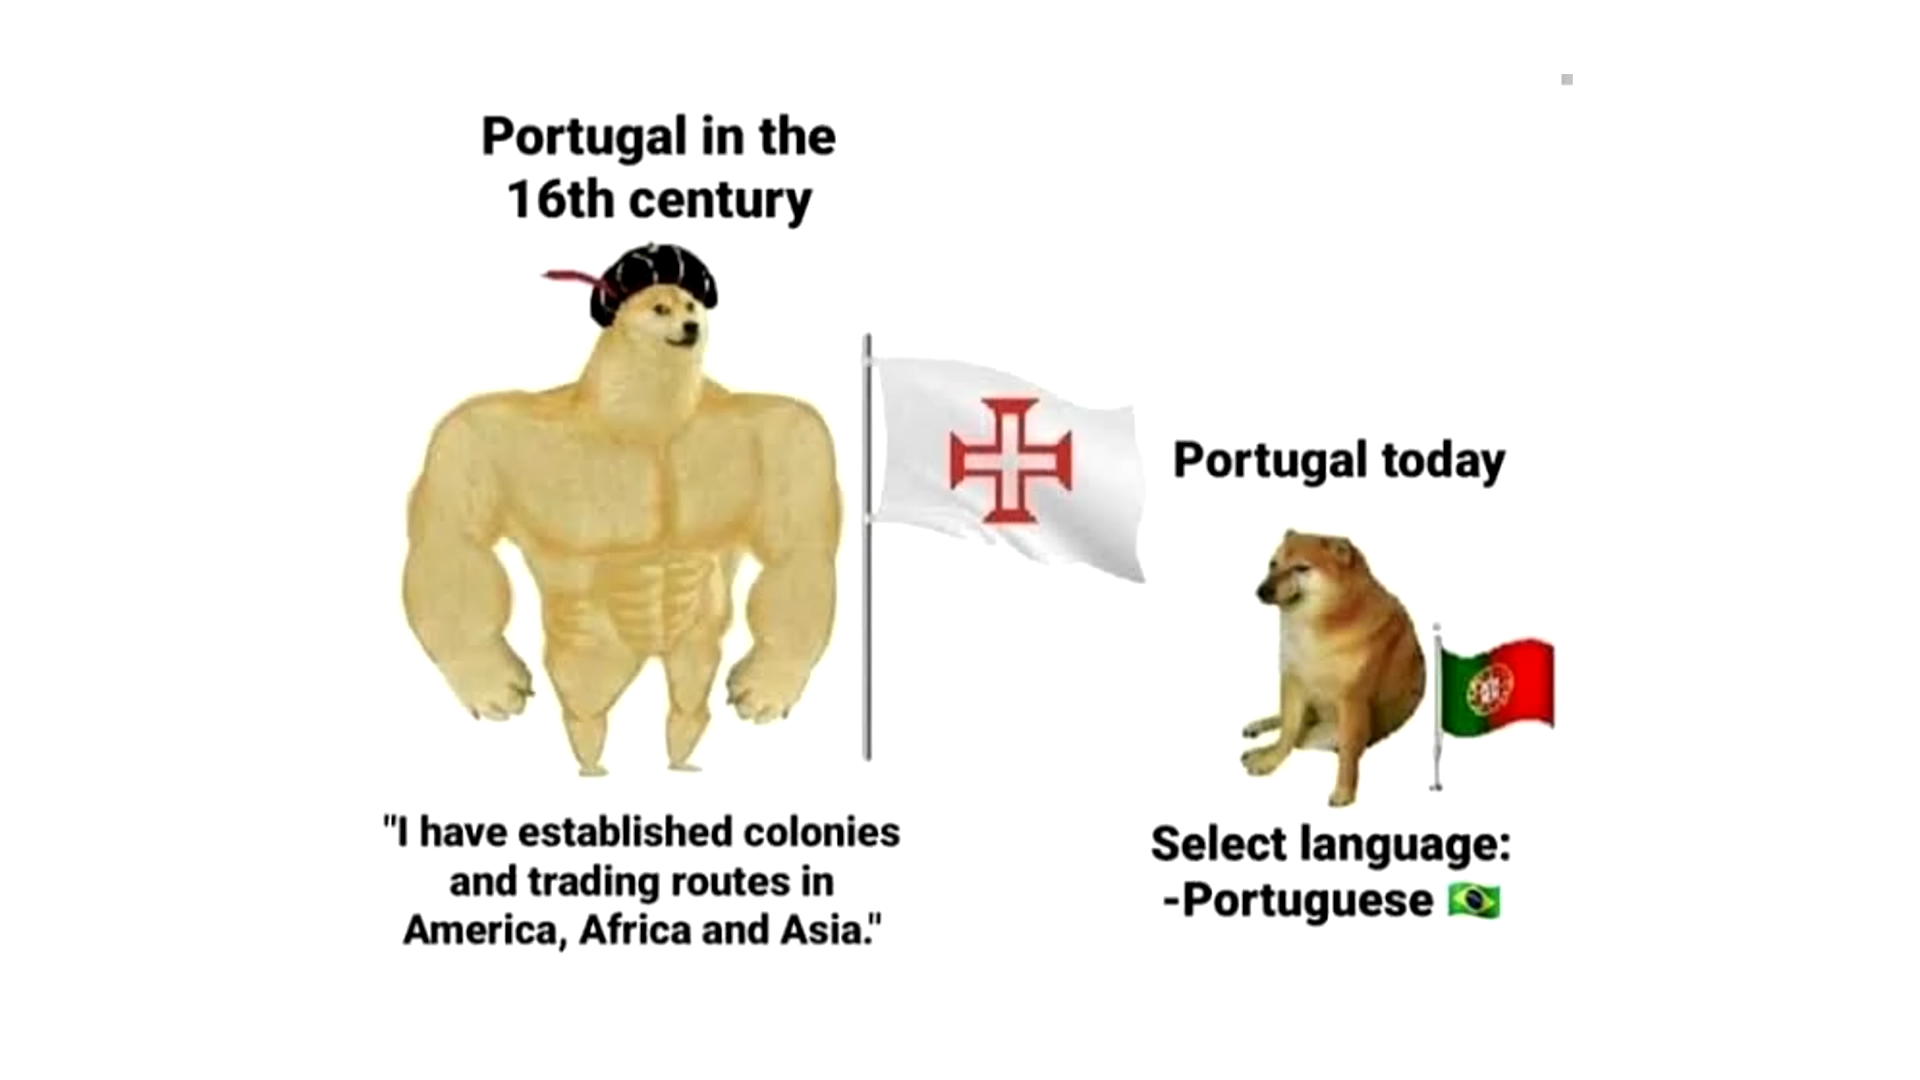 Portugal in the
16th century
"I have established colonies
and trading routes in
America, Africa and Asia."
Portugal today
Select language:
-Portuguese 🇧🇷